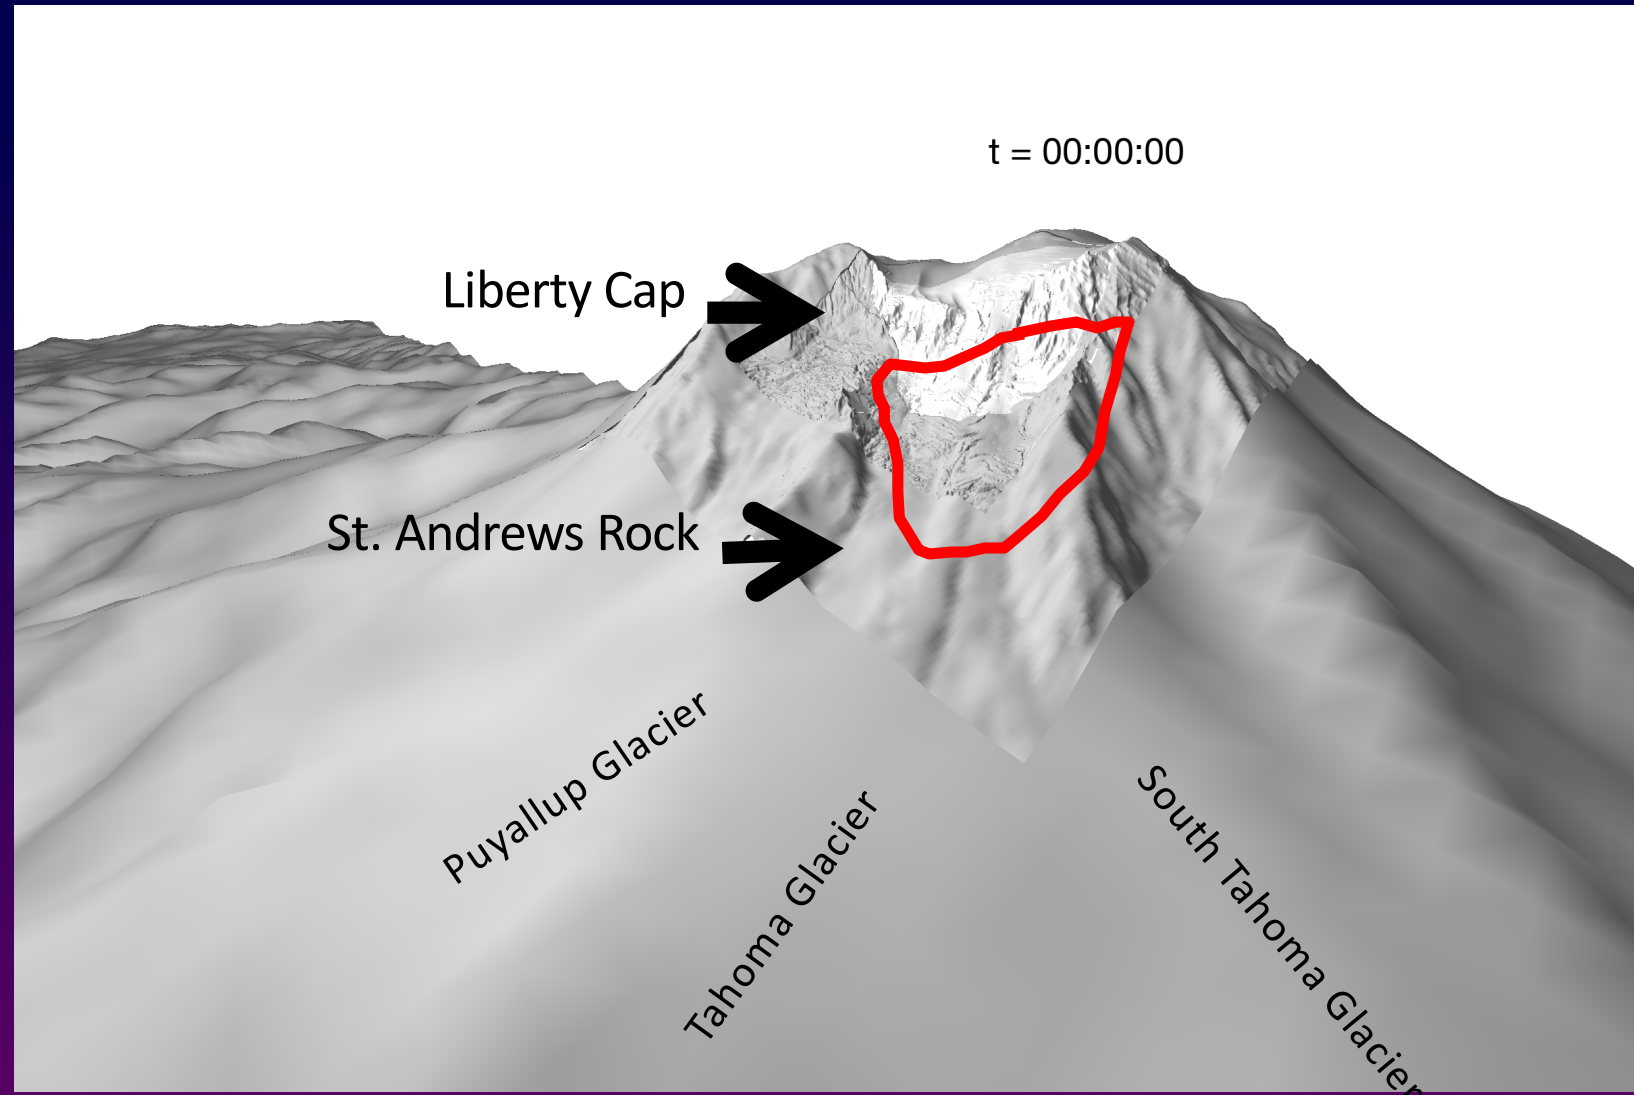 t = 00:00:00
Liberty Cap
St. Andrews Rock
Puyallup Glacier
Tahoma Glacier
South Tahoma Glacier